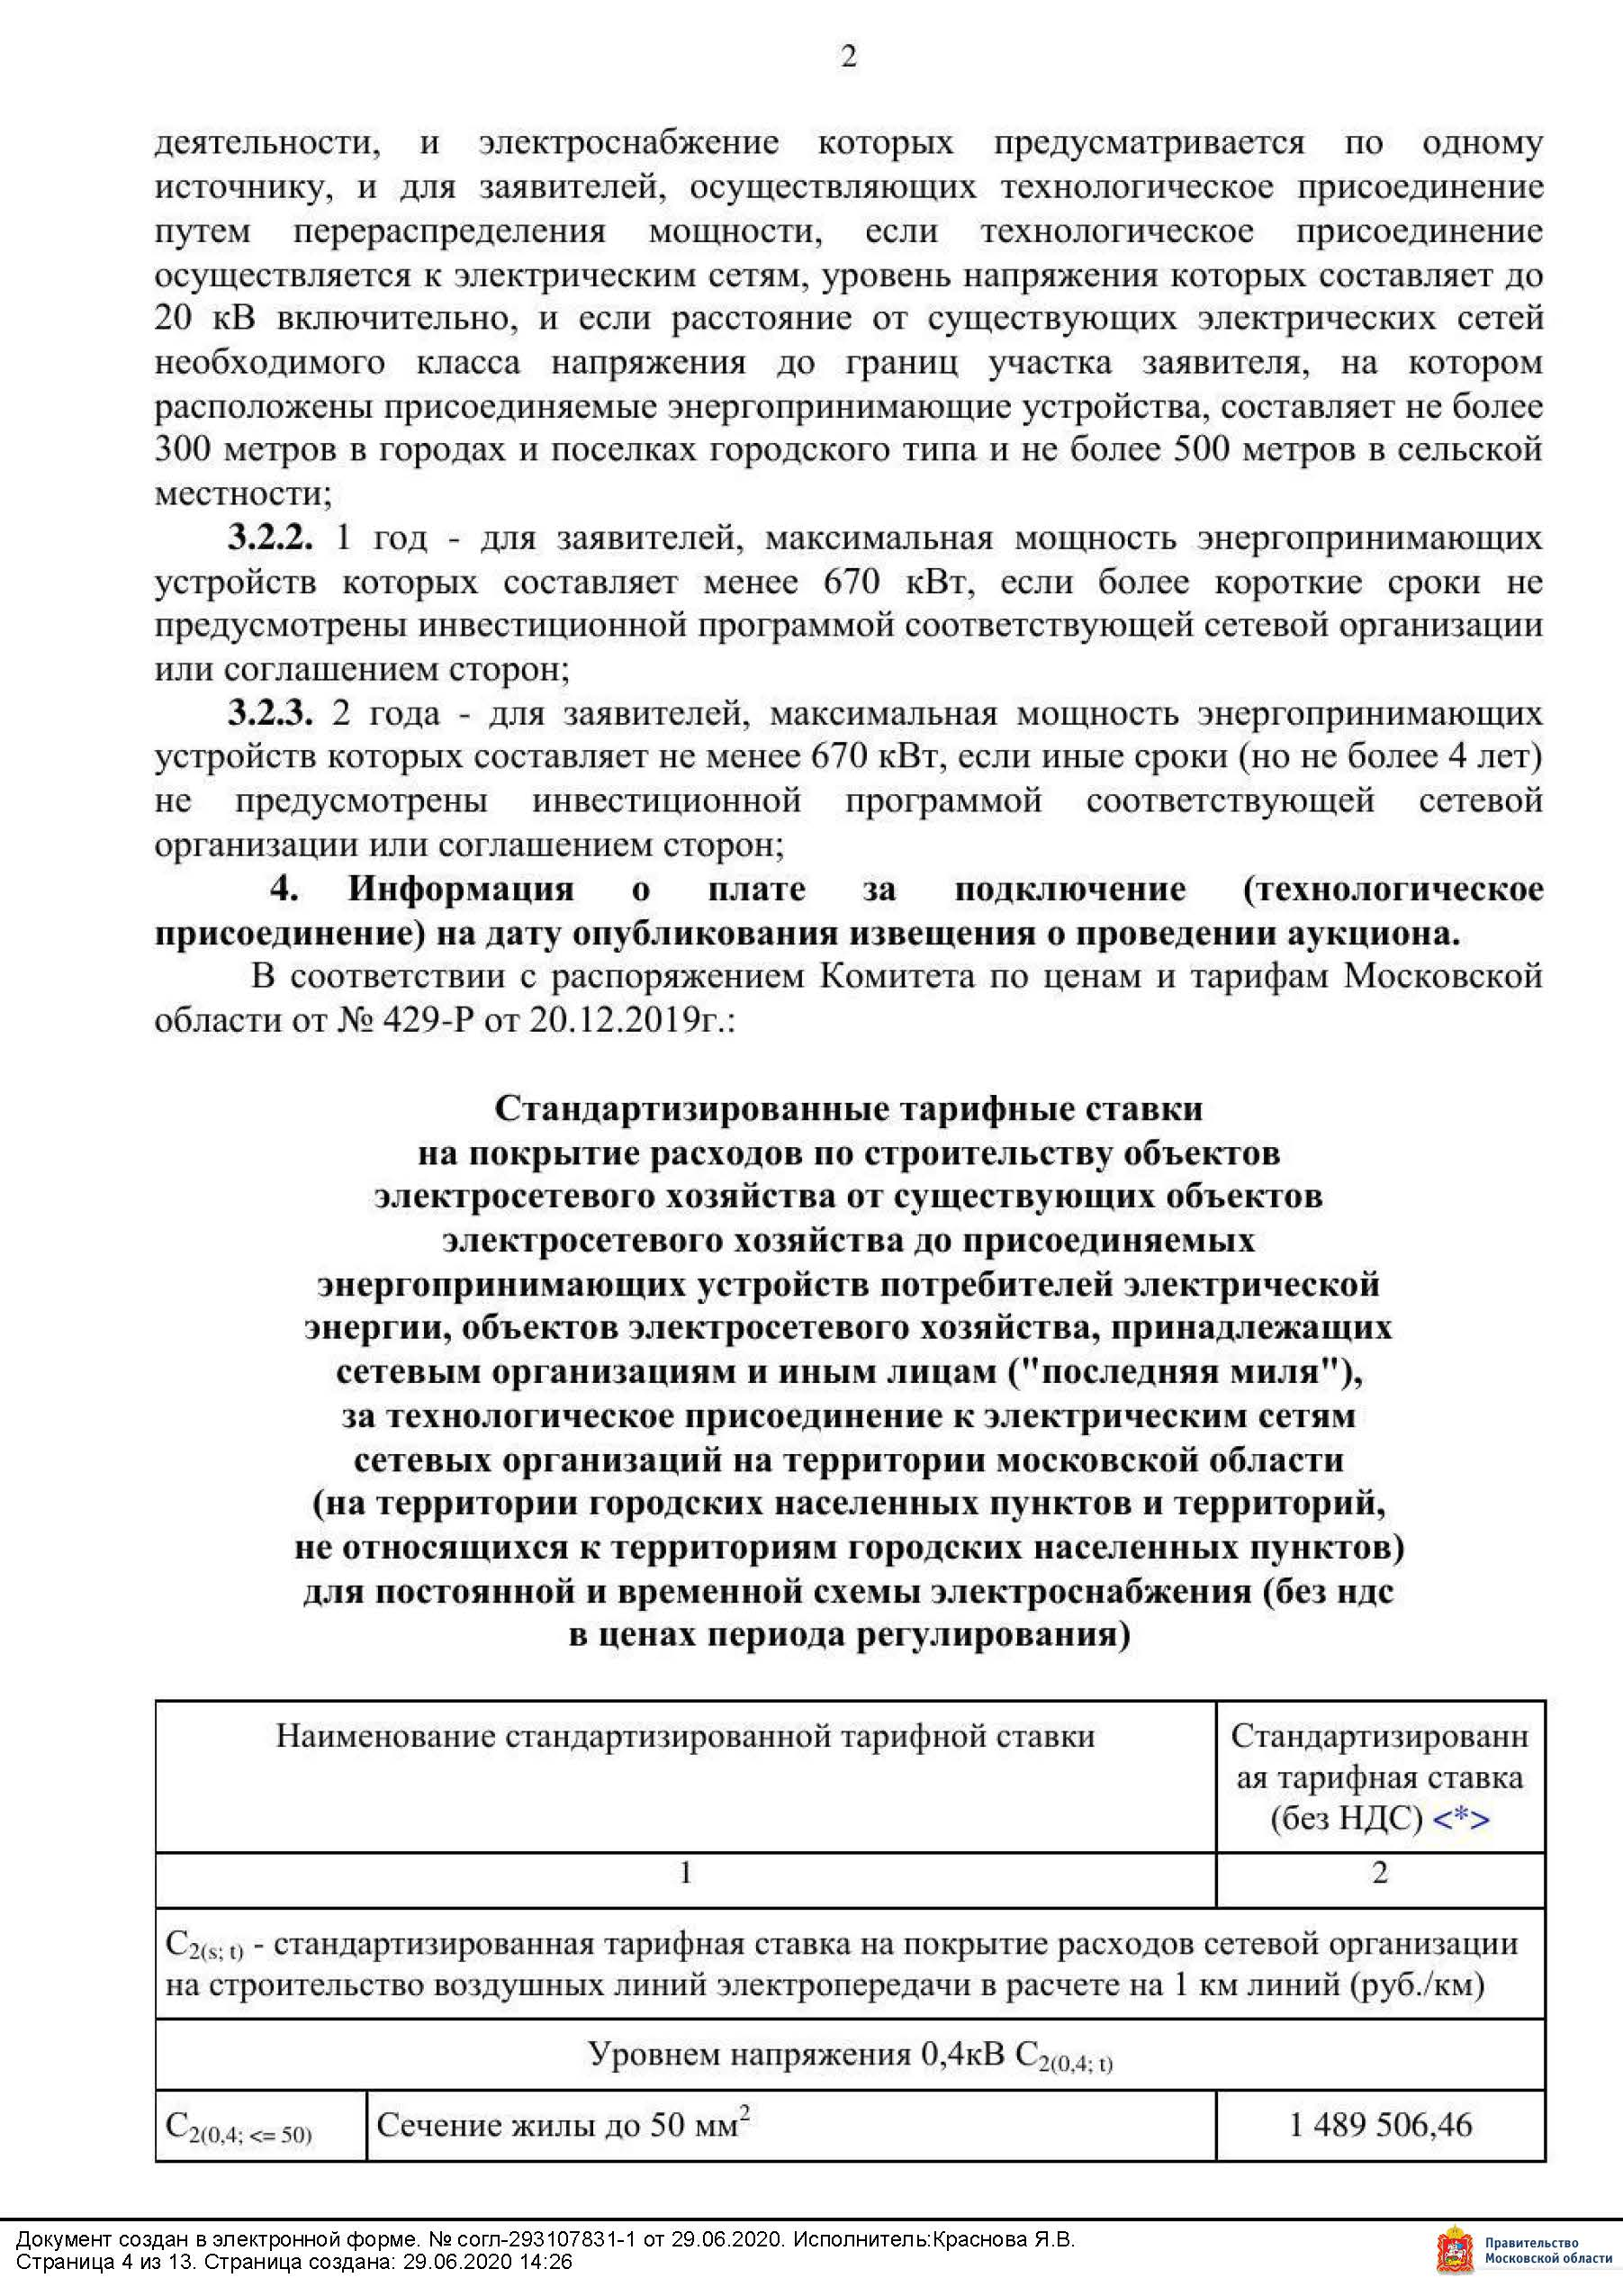 2
деятельности, и электроснабжение которых предусматривается по одному
источнику, и для заявителей, осуществляющих технологическое присоединение
путем перераспределения мощности, если технологическое присоединение
осуществляется к электрическим сетям, уровень напряжения которых составляет до
20 кВ включительно, и если расстояние от существующих электрических сетей
необходимого класса напряжения до границ участка заявителя, на котором
расположены присоединяемые энергопринимающие устройства, составляет не более
300 метров в городах и поселках городского типа и не более 500 метров в сельской
местности;
3.2.2. 1 год - для заявителей, максимальная мощность энергопринимающих
устройств которых составляет менее 670 кВт, если более короткие сроки не
предусмотрены инвестиционной программой соответствующей сетевой организации
или соглашением сторон;
3.2.3. 2 года - для заявителей, максимальная мощность энергопринимающих
устройств которых составляет не менее 670 кВт, если иные сроки (но не более 4 лет)
не предусмотрены инвестиционной программой соответствующей сетевой
организации или соглашением сторон;
4. Информация о плате за подключение (технологическое
присоединение) на дату опубликования извещения о проведении аукциона.
В соответствии с распоряжением Комитета по ценам и тарифам Московской
области от № 429-Р от 20.12.2019г.:
Стандартизированные тарифные ставки
на покрытие расходов по строительству объектов
электросетевого хозяйства от существующих объектов
электросетевого хозяйства до присоединяемых
энергопринимающих устройств потребителей электрической
энергии, объектов электросетевого хозяйства, принадлежащих
сетевым организациям и иным лицам ("последняя миля"),
за технологическое присоединение к электрическим сетям
сетевых организаций на территории московской области
(на территории городских населенных пунктов и территорий,
не относящихся к территориям городских населенных пунктов)
для постоянной и временной схемы электроснабжения (без ндс
в ценах периода регулирования)
Наименование стандартизированной тарифной ставки
Стандартизированн
ая тарифная ставка
(без НДС) <*>
1
2
C2(s; t) - стандартизированная тарифная ставка на покрытие расходов сетевой организации
на строительство воздушных линий электропередачи в расчете на 1 км линий (руб./км)
Уровнем напряжения 0,4кВ C2(0,4; t)
C2(0,4; <= 50)
Сечение жилы до 50 мм2
1 489 506,46
Документ создан в электронной форме. № согл-293107831-1 от 29.06.2020. Исполнитель:Краснова Я.В.
Страница 4 из 13. Страница создана: 29.06.2020 14:26
Правительство
Московской области